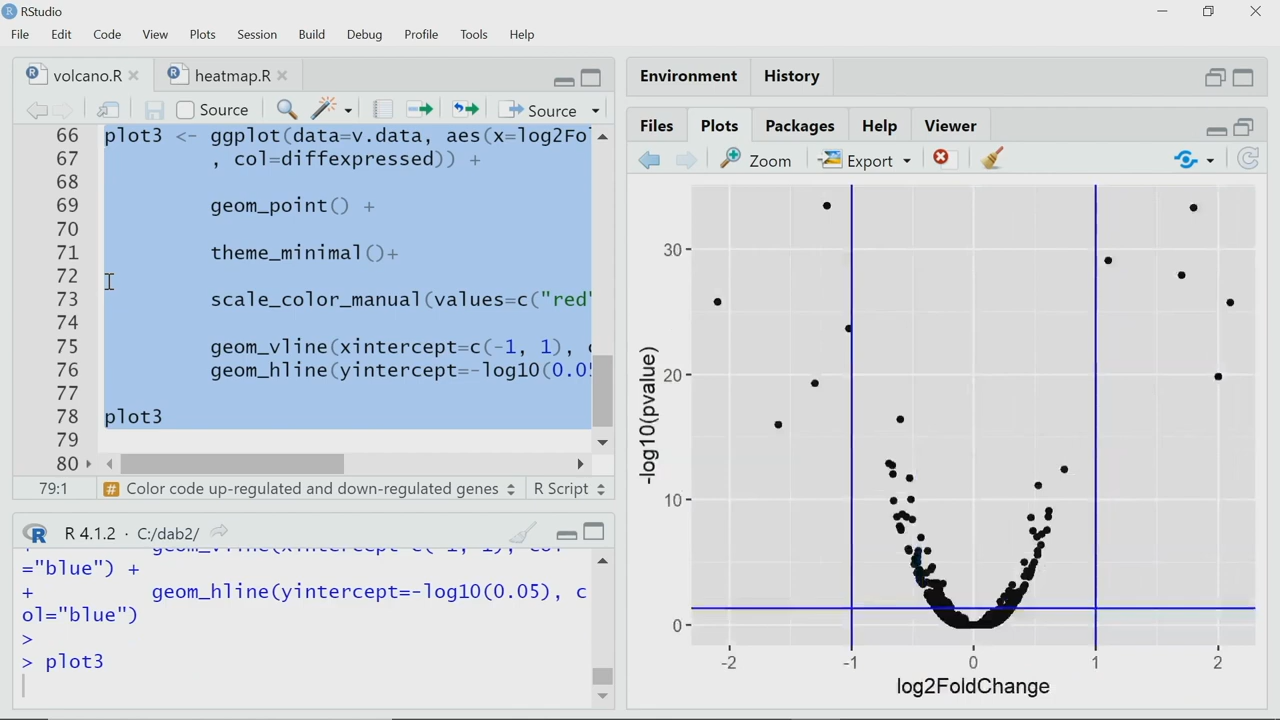 RStudio
File Edit Code View Plots Session Build Debug Profile Tools Help
volcano.R heatmap.R
Source Source
66 plot3 <- ggplot(data=v.data, aes(x=log2Fo
67 , col=diffexpressed)) +
68
69 geom_point() +
70
71 theme_minimal()+
72
73 scale_color_manual(values=c("red"
74
75 geom_vline(xintercept=c(-1, 1),
76 geom_hline(yintercept=-log10(0.05
77
78 plot3
79
80
79:1 # Color code up-regulated and down-regulated genes R Script
R 4.1.2 · C:/dab2/
="blue") +
+ geom_hline(yintercept=-log10(0.05), c
ol="blue")
>
> plot3
Environment History
Files Plots Packages Help Viewer
Zoom Export
-log10(pvalue)
30
20
10
0
-2 -1 0 1 2
log2FoldChange